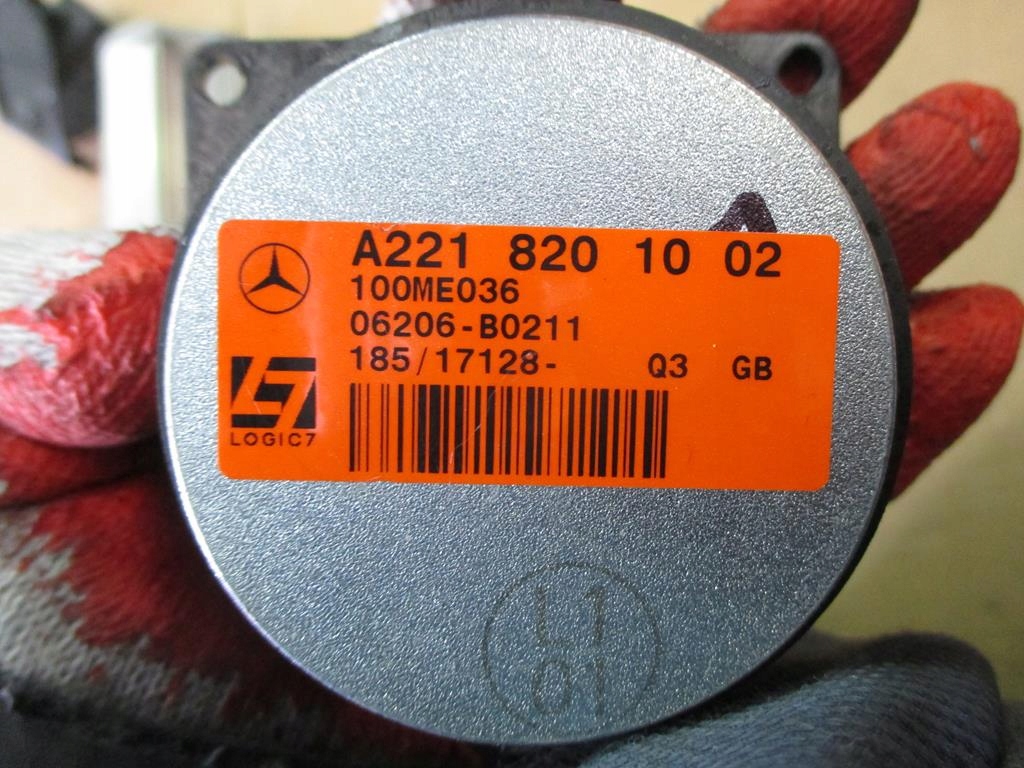 A221 820 10 02
100ME036
06206-B0211
185/17128- Q3 GB
LOGIC7
L1
01